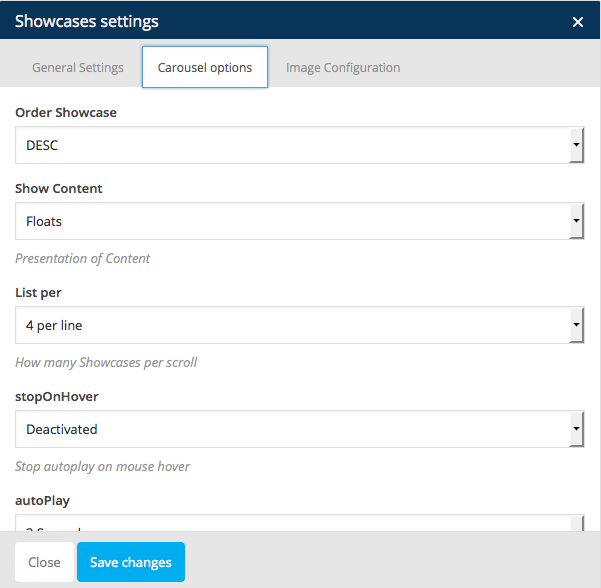 Showcases settings
General Settings
Carousel options
Image Configuration
Order Showcase
DESC
Show Content
Floats
Presentation of Content
List per
4 per line
How many Showcases per scroll
stopOnHover
Deactivated
Stop autoplay on mouse hover
autoPlay
Close
Save changes